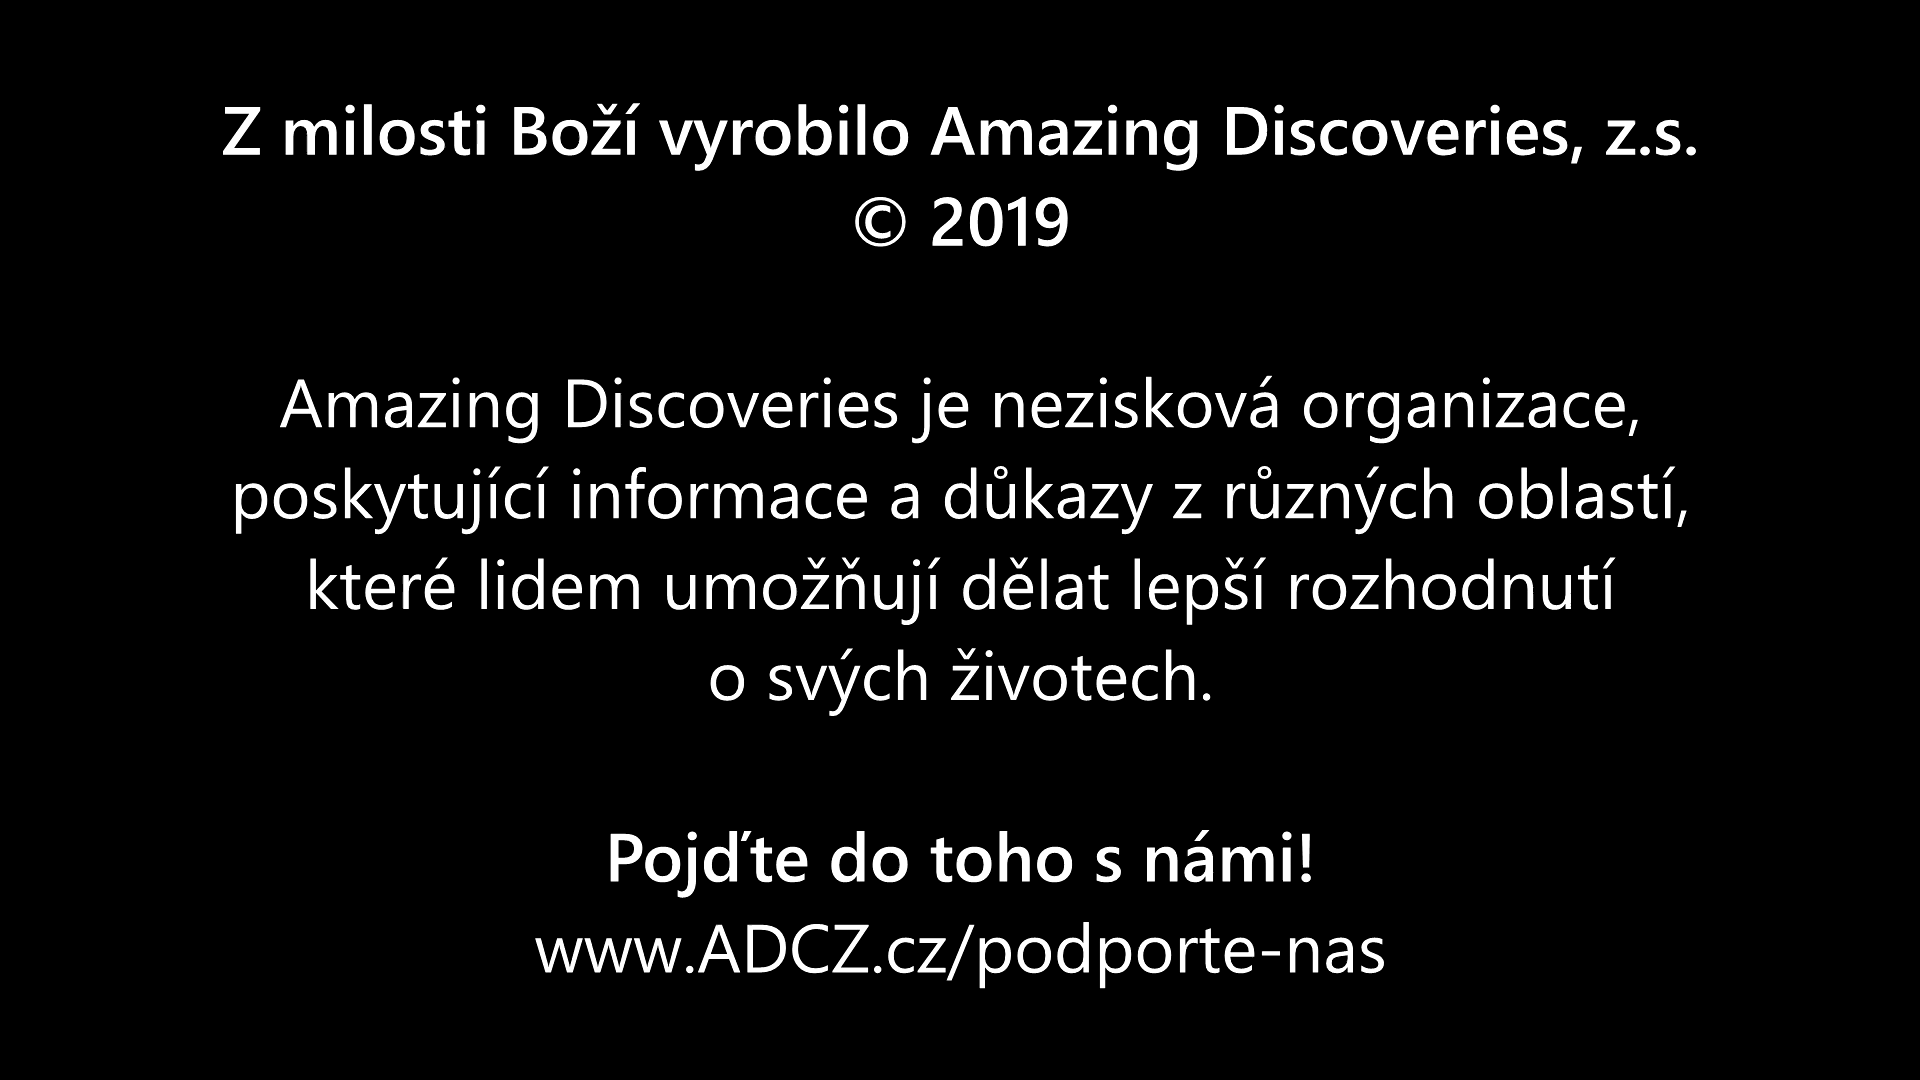 Z milosti Boží vyrobilo Amazing Discoveries, z.s.
© 2019
Amazing Discoveries je nezisková organizace,
poskytující informace a důkazy z různých oblastí,
které lidem umožňují dělat lepší rozhodnutí
o svých životech.
Pojďte do toho s námi!
www.ADCZ.cz/podporte-nas